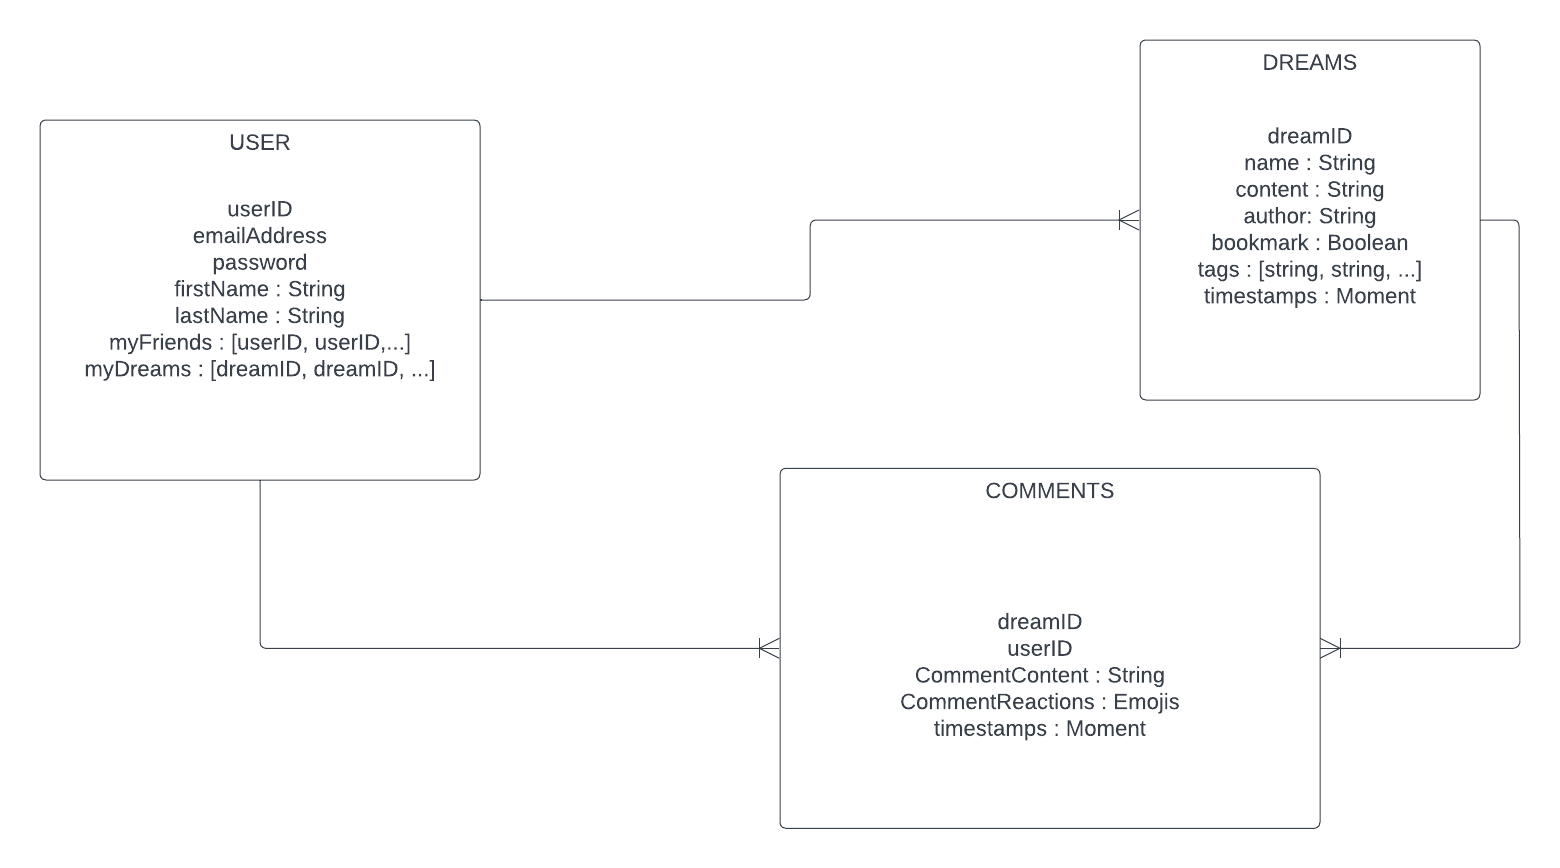 USER
userID
emailAddress
password
firstName : String
lastName : String
myFriends : [userID, userID,...]
myDreams : [dreamID, dreamID, ...]
DREAMS
dreamID
name : String
content : String
author: String
bookmark : Boolean
tags : [string, string, ...]
timestamps : Moment
COMMENTS
dreamID
userID
CommentContent : String
CommentReactions : Emojis
timestamps : Moment